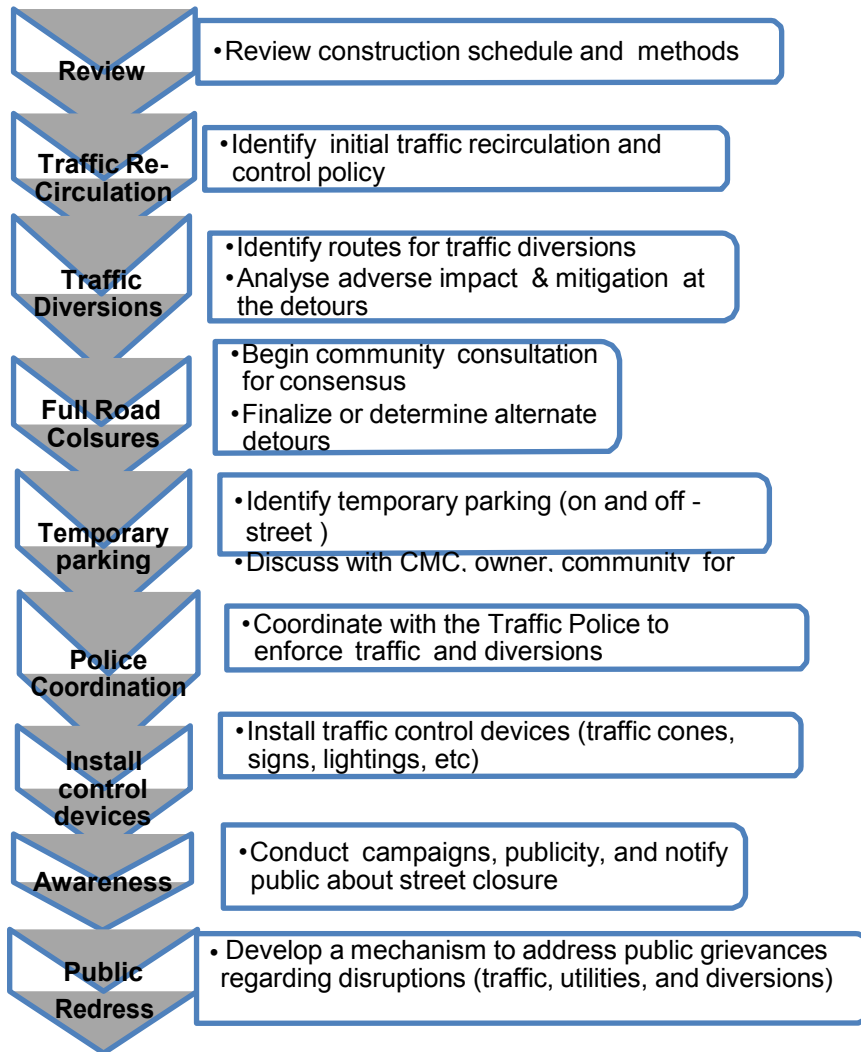 Review
•Review construction schedule and methods
Traffic Re-
Circulation
•Identify initial traffic recirculation and
control policy
Traffic
Diversions
•Identify routes for traffic diversions
•Analyse adverse impact & mitigation at
the detours
Full Road
Colsures
•Begin community consultation
for consensus
•Finalize or determine alternate
detours
Temporary
parking
•Identify temporary parking (on and off -
street )
•Discuss with CMC, owner, community for
Police
Coordination
•Coordinate with the Traffic Police to
enforce traffic and diversions
Install
control
devices
•Install traffic control devices (traffic cones,
signs, lightings, etc)
Awareness
•Conduct campaigns, publicity, and notify
public about street closure
Public
Redress
• Develop a mechanism to address public grievances
regarding disruptions (traffic, utilities, and diversions)